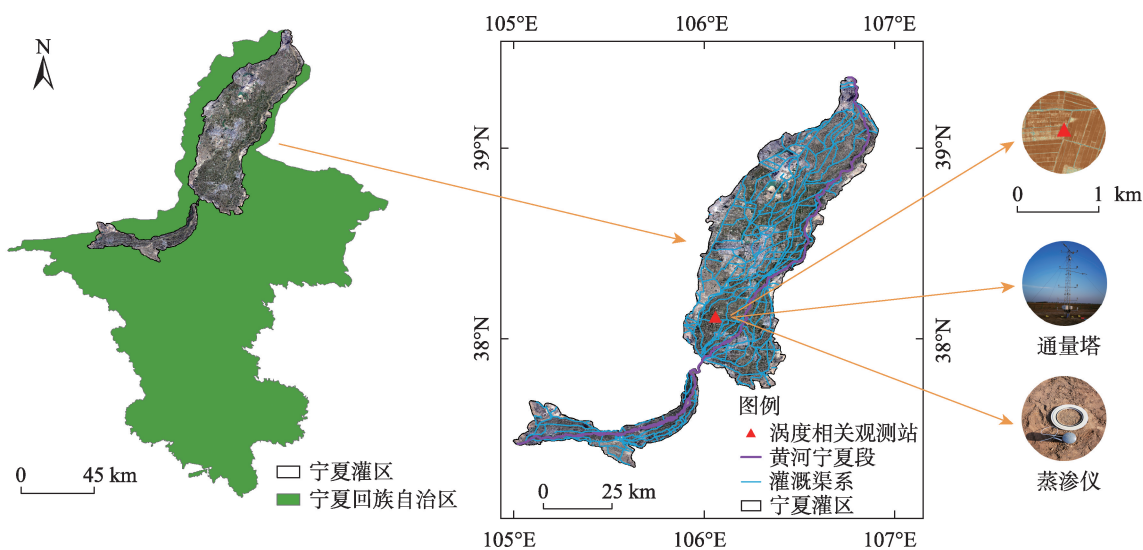 N
0 45 km
宁夏灌区
宁夏回族自治区
105°E 106°E 107°E
39°N 39°N
38°N 38°N
图例
涡度相关观测站
黄河宁夏段
灌溉渠系
宁夏灌区
0 25 km
105°E 106°E 107°E
0 1 km
通量塔
蒸渗仪